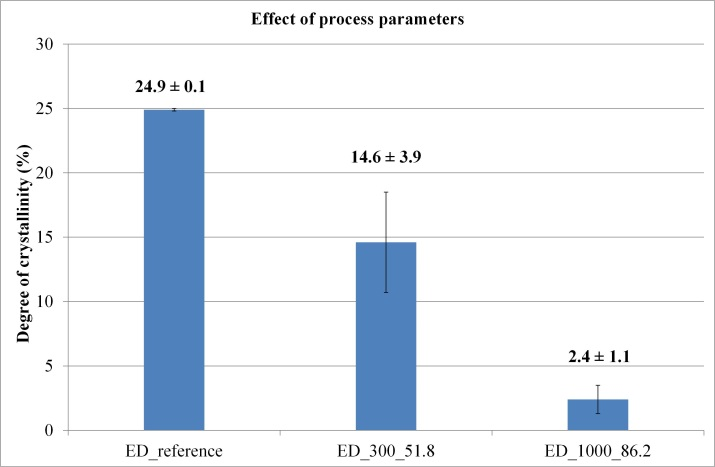 Effect of process parameters
Degree of crystallinity (%)
30
25
20
15
10
5
0
24.9 ± 0.1
14.6 ± 3.9
2.4 ± 1.1
ED_reference
ED_300_51.8
ED_1000_86.2